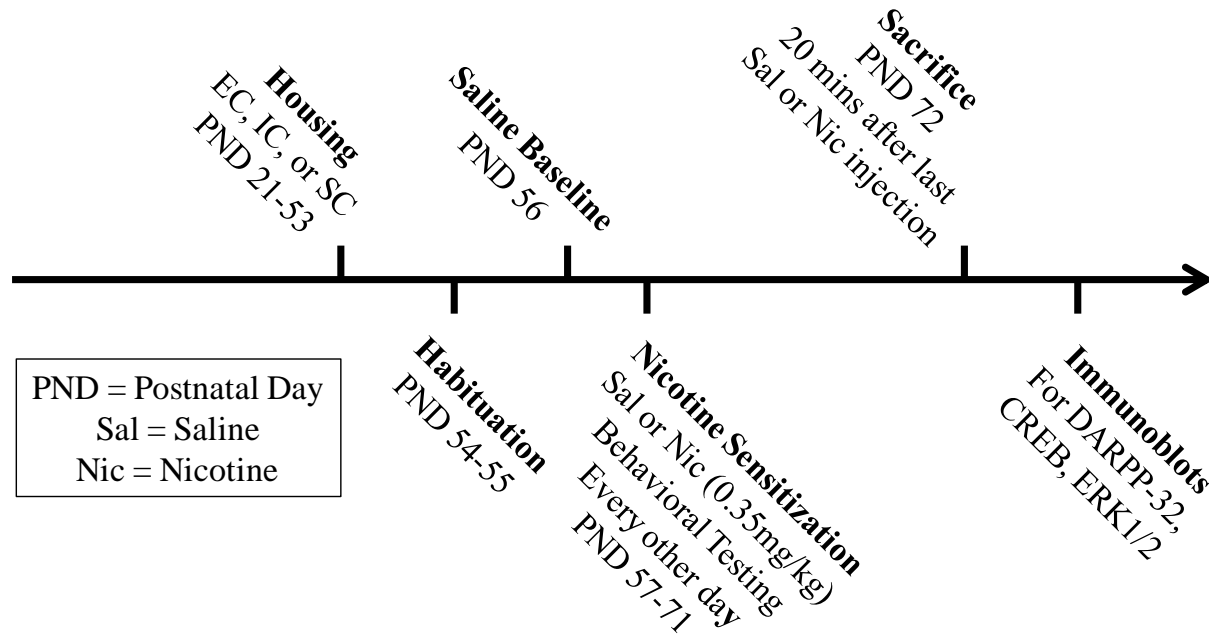 Housing
EC, IC, or SC
PND 21-53
Saline Baseline
PND 56
Sacrifice
PND 72
20 mins after last
Sal or Nic injection
Habituation
PND 54-55
Nicotine Sensitization
Sal or Nic (0.35mg/kg)
Behavioral Testing
Every other day
PND 57-71
Immunoblots
For DARPP-32,
CREB, ERK1/2
PND = Postnatal Day
Sal = Saline
Nic = Nicotine